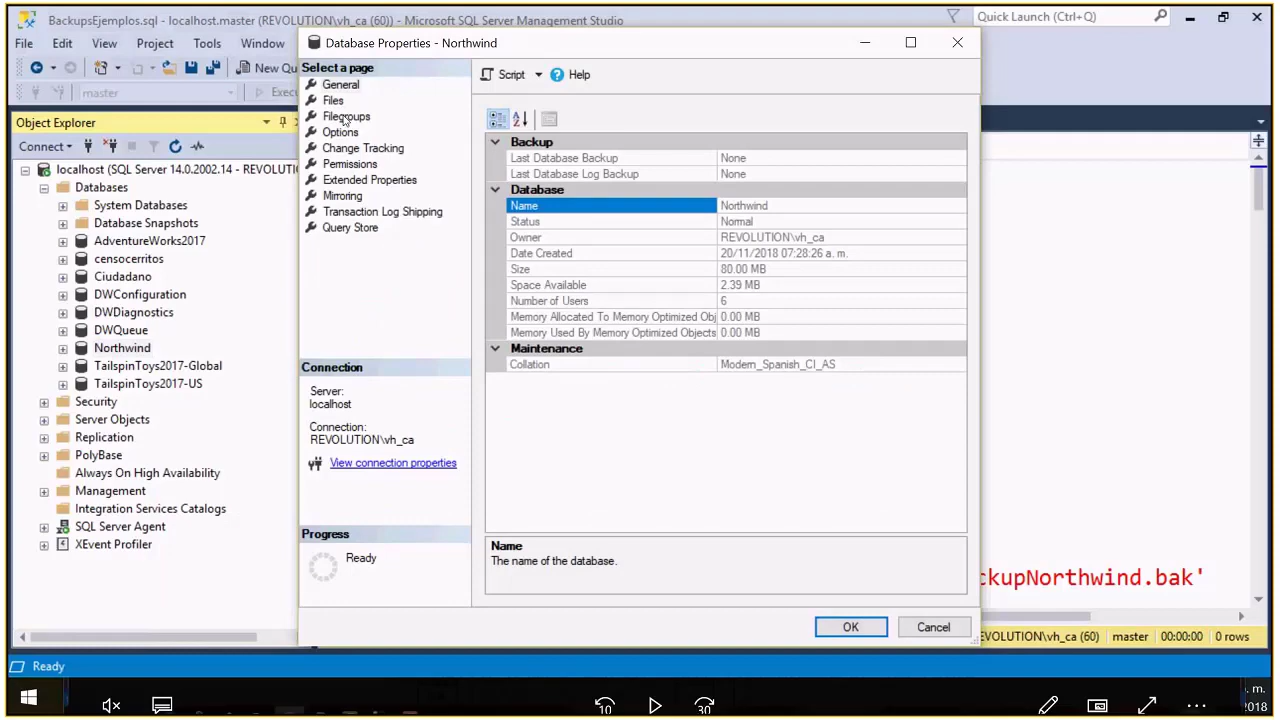 BackupsEjemplos.sql - localhost.master (REVOLUTION\vh_ca (60)) - Microsoft SQL Server Management Studio
Quick Launch (Ctrl+Q)
File Edit View Project Tools Window
New Qu
master
Execu
Object Explorer
Connect
localhost (SQL Server 14.0.2002.14 - REVOLUTI
Databases
System Databases
Database Snapshots
AdventureWorks2017
censocerritos
Ciudadano
DWConfiguration
DWDiagnostics
DWQueue
Northwind
TailspinToys2017-Global
TailspinToys2017-US
Security
Server Objects
Replication
PolyBase
Always On High Availability
Management
Integration Services Catalogs
SQL Server Agent
XEvent Profiler
Database Properties - Northwind
Select a page
General
Files
Filegroups
Options
Change Tracking
Permissions
Extended Properties
Mirroring
Transaction Log Shipping
Query Store
Connection
Server:
localhost
Connection:
REVOLUTION\vh_ca
View connection properties
Progress
Ready
Script Help
Backup
Last Database Backup None
Last Database Log Backup None
Database
Name Northwind
Status Normal
Owner REVOLUTION\vh_ca
Date Created 20/11/2018 07:28:26 a. m.
Size 80.00 MB
Space Available 2.39 MB
Number of Users 6
Memory Allocated To Memory Optimized Obj 0.00 MB
Memory Used By Memory Optimized Objects 0.00 MB
Maintenance
Collation Modern_Spanish_CI_AS
Name
The name of the database.
OK Cancel
ckupNorthwind.bak'
EVOLUTION\vh_ca (60) master 00:00:00 0 rows
Ready
10 30
. m.
2018